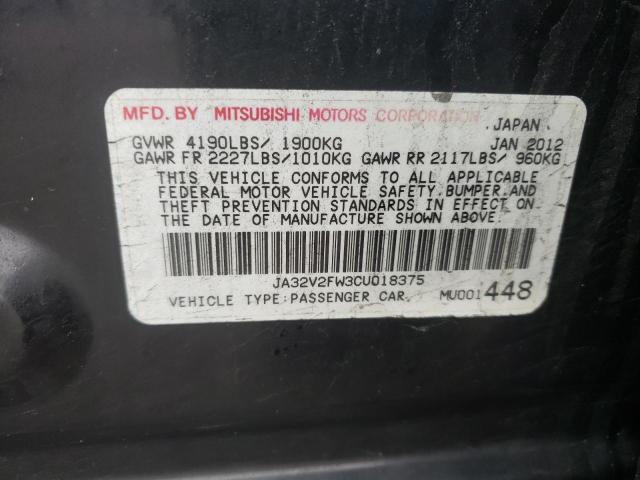 MFD. BY MITSUBISHI MOTORS CORPORATION
JAPAN
GVWR 4190LBS/ 1900KG JAN 2012
GAWR FR 2227LBS/1010KG GAWR RR 2117LBS/ 960KG
THIS VEHICLE CONFORMS TO ALL APPLICABLE
FEDERAL MOTOR VEHICLE SAFETY.BUMPER.AND
THEFT PREVENTION STANDARDS IN EFFECT ON
THE DATE OF MANUFACTURE SHOWN ABOVE.
JA32V2FW3CU018375
VEHICLE TYPE:PASSENGER CAR. MU001448